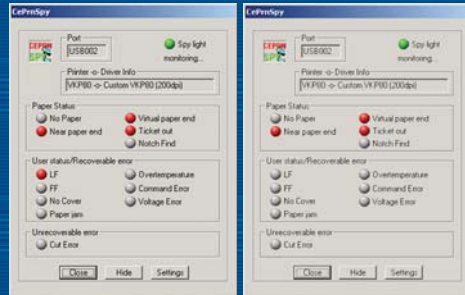 CePrnSpy
CEPRN
SPY
Port
USB002
Spy light
monitoring...
Printer -o- Driver Info
VKP80 -o- Custom VKP80 (200dpi)
Paper Status
No Paper
Virtual paper end
Near paper end
Ticket out
Notch Find
User status/Recoverable error
LF
Overtemperature
FF
Command Error
No Cover
Voltage Error
Paper jam
Unrecoverable error
Cut Error
Close
Hide
Settings
CePrnSpy
CEPRN
SPY
Port
USB002
Spy light
monitoring...
Printer -o- Driver Info
VKP80 -o- Custom VKP80 (200dpi)
Paper Status
No Paper
Virtual paper end
Near paper end
Ticket out
Notch Find
User status/Recoverable error
LF
Overtemperature
FF
Command Error
No Cover
Voltage Error
Paper jam
Unrecoverable error
Cut Error
Close
Hide
Settings